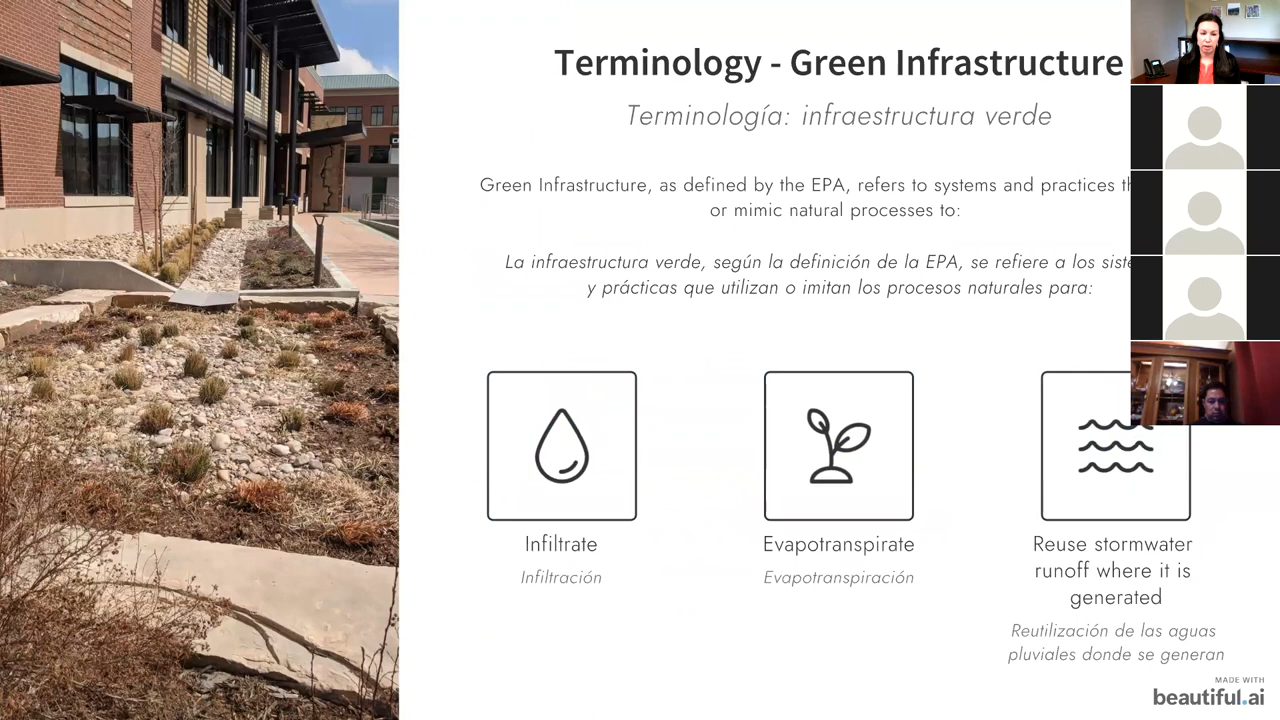 Terminology - Green Infrastructure
Terminología: infraestructura verde
Green Infrastructure, as defined by the EPA, refers to systems and practices
or mimic natural processes to:
La infraestructura verde, según la definición de la EPA, se refiere a los
y prácticas que utilizan o imitan los procesos naturales para:
Infiltrate
Infiltración
Evapotranspirate
Evapotranspiración
Reuse stormwater
runoff where it is
generated
Reutilización de las aguas
pluviales donde se generan
MADE WITH
beautiful.ai